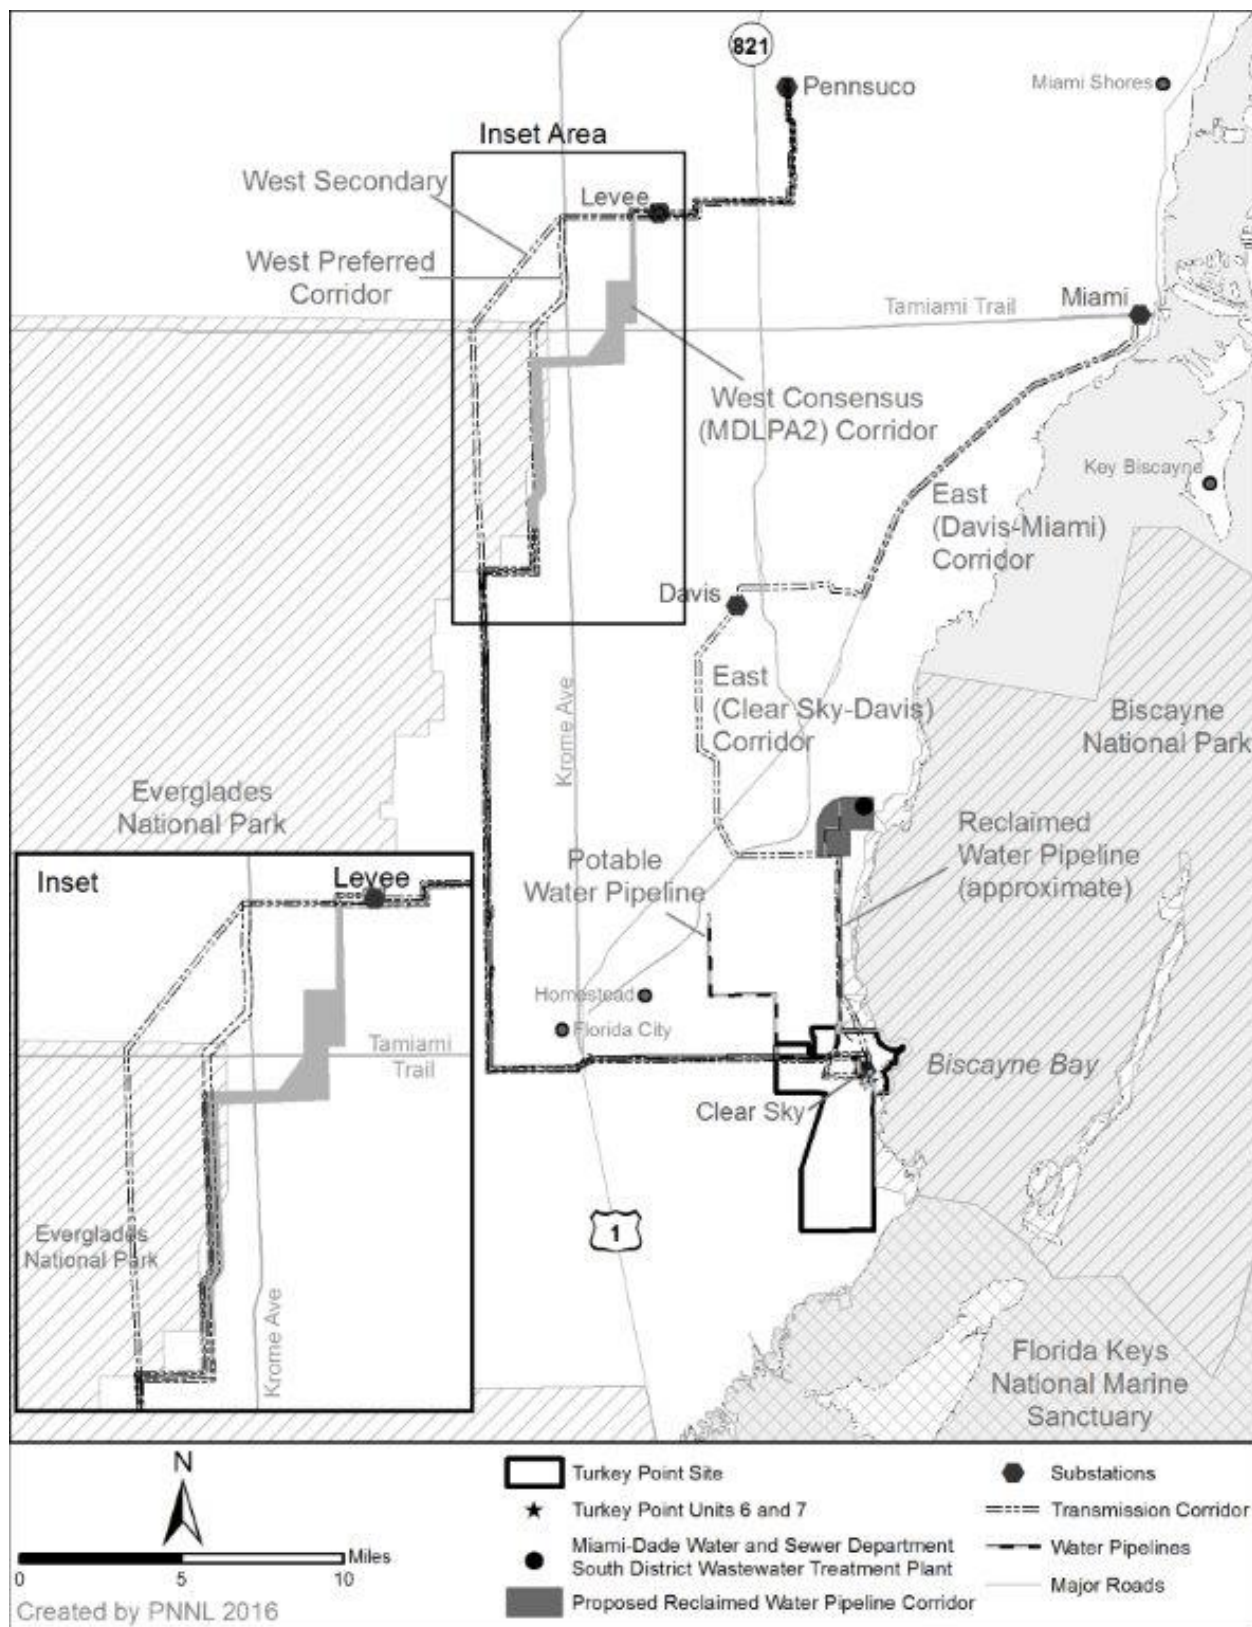 821
Pennsuco
Miami Shores
Inset Area
West Secondary
Levee
West Preferred
Corridor
Miami
Tamiami Trail
West Consensus
(MDLPA2) Corridor
Key Biscayne
East
(Davis-Miami)
Corridor
Davis
East
(Clear Sky-Davis)
Corridor
Krome Ave
Biscayne
National Park
Everglades
National Park
Reclaimed
Water Pipeline
(approximate)
Potable
Water Pipeline
Inset
Levee
Homestead
Florida City
Tamiami
Trail
Biscayne Bay
Clear Sky
1
Everglades
National Park
Krome Ave
Florida Keys
National Marine
Sanctuary
N
Miles
0 5 10
Created by PNNL 2016
Turkey Point Site
Turkey Point Units 6 and 7
Miami-Dade Water and Sewer Department
South District Wastewater Treatment Plant
Proposed Reclaimed Water Pipeline Corridor
Substations
Transmission Corridor
Water Pipelines
Major Roads